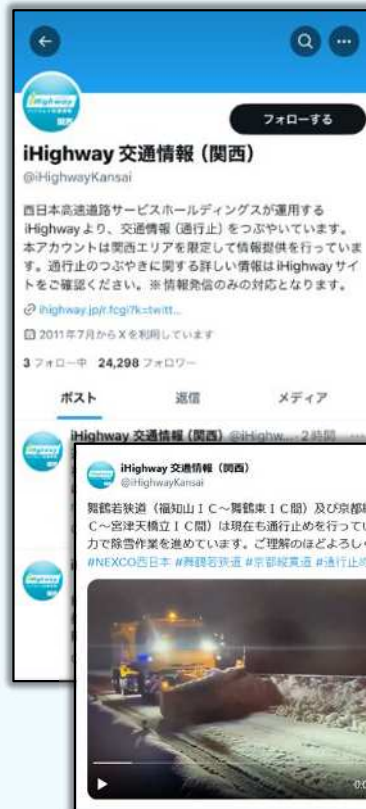 フォローする
iHighway 交通情報（関西）
@iHighwayKansai
西日本高速道路サービスホールディングスが運用する
iHighwayより、交通情報（通行止）をつぶやいています。
本アカウントは関西エリアを限定して情報提供を行っていま
す。通行止のつぶやきに関する詳しい情報はiHighwayサイ
トをご確認ください。※情報発信のみの対応となります。
ihighway.jp/r.fcgi?k=twitt...
2011年7月からXを利用しています
3 フォロー中 24,298 フォロワー
ポスト 返信 メディア
iHighway 交通情報（関西） @iHighw... · 2時間
iHighway 交通情報（関西）
@iHighwayKansai
舞鶴若狭道（福知山ＩＣ～舞鶴東ＩＣ間）及び京都縦
Ｃ～宮津天橋立ＩＣ間）は現在も通行止めを行ってい
力で除雪作業を進めています。ご理解のほどよろしく
#NEXCO西日本 #舞鶴若狭道 #京都縦貫道 #通行止め